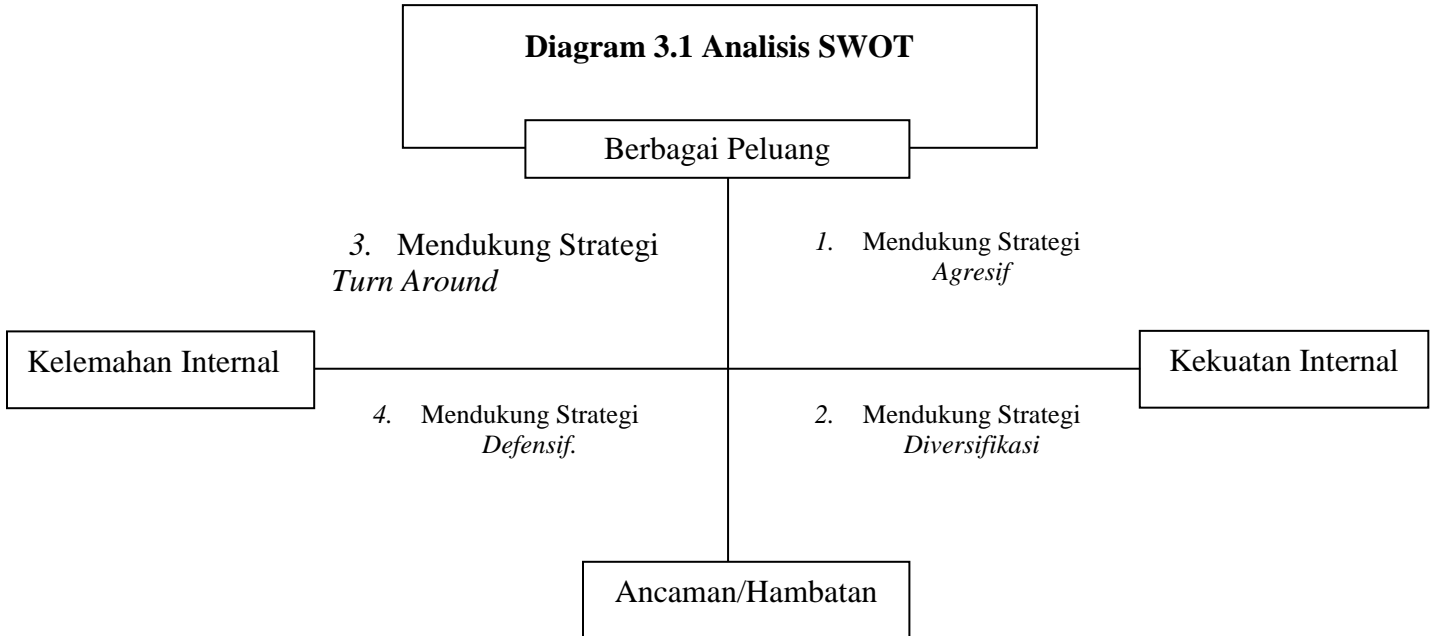 Diagram 3.1 Analisis SWOT
Berbagai Peluang
3. Mendukung Strategi
Turn Around
1. Mendukung Strategi
Agresif
Kelemahan Internal
Kekuatan Internal
4. Mendukung Strategi
Defensif.
2. Mendukung Strategi
Diversifikasi
Ancaman/Hambatan